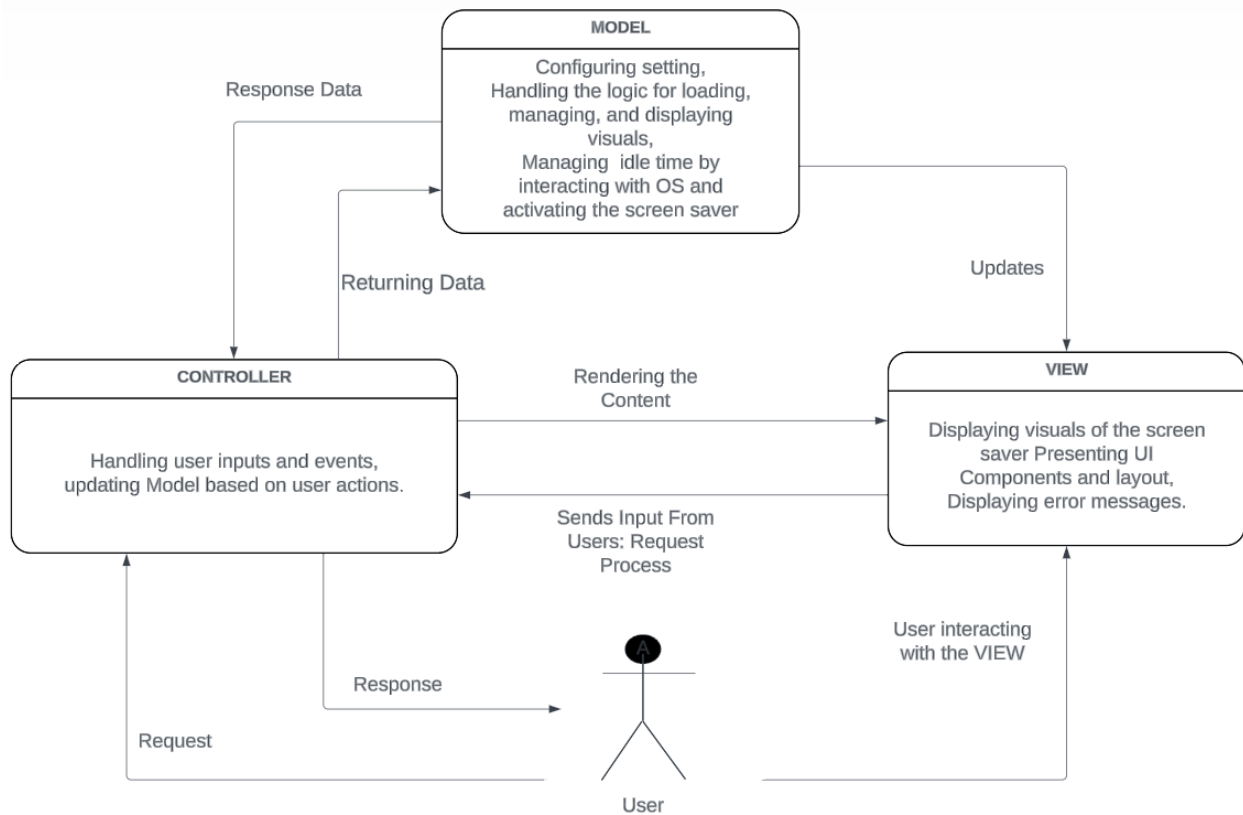 MODEL
Configuring setting,
Handling the logic for loading,
managing, and displaying
visuals,
Managing idle time by
interacting with OS and
activating the screen saver
Response Data
Returning Data
Updates
CONTROLLER
Handling user inputs and events,
updating Model based on user actions.
Rendering the
Content
VIEW
Displaying visuals of the screen
saver Presenting UI
Components and layout,
Displaying error messages.
Sends Input From
Users: Request
Process
User interacting
with the VIEW
A
Response
Request
User